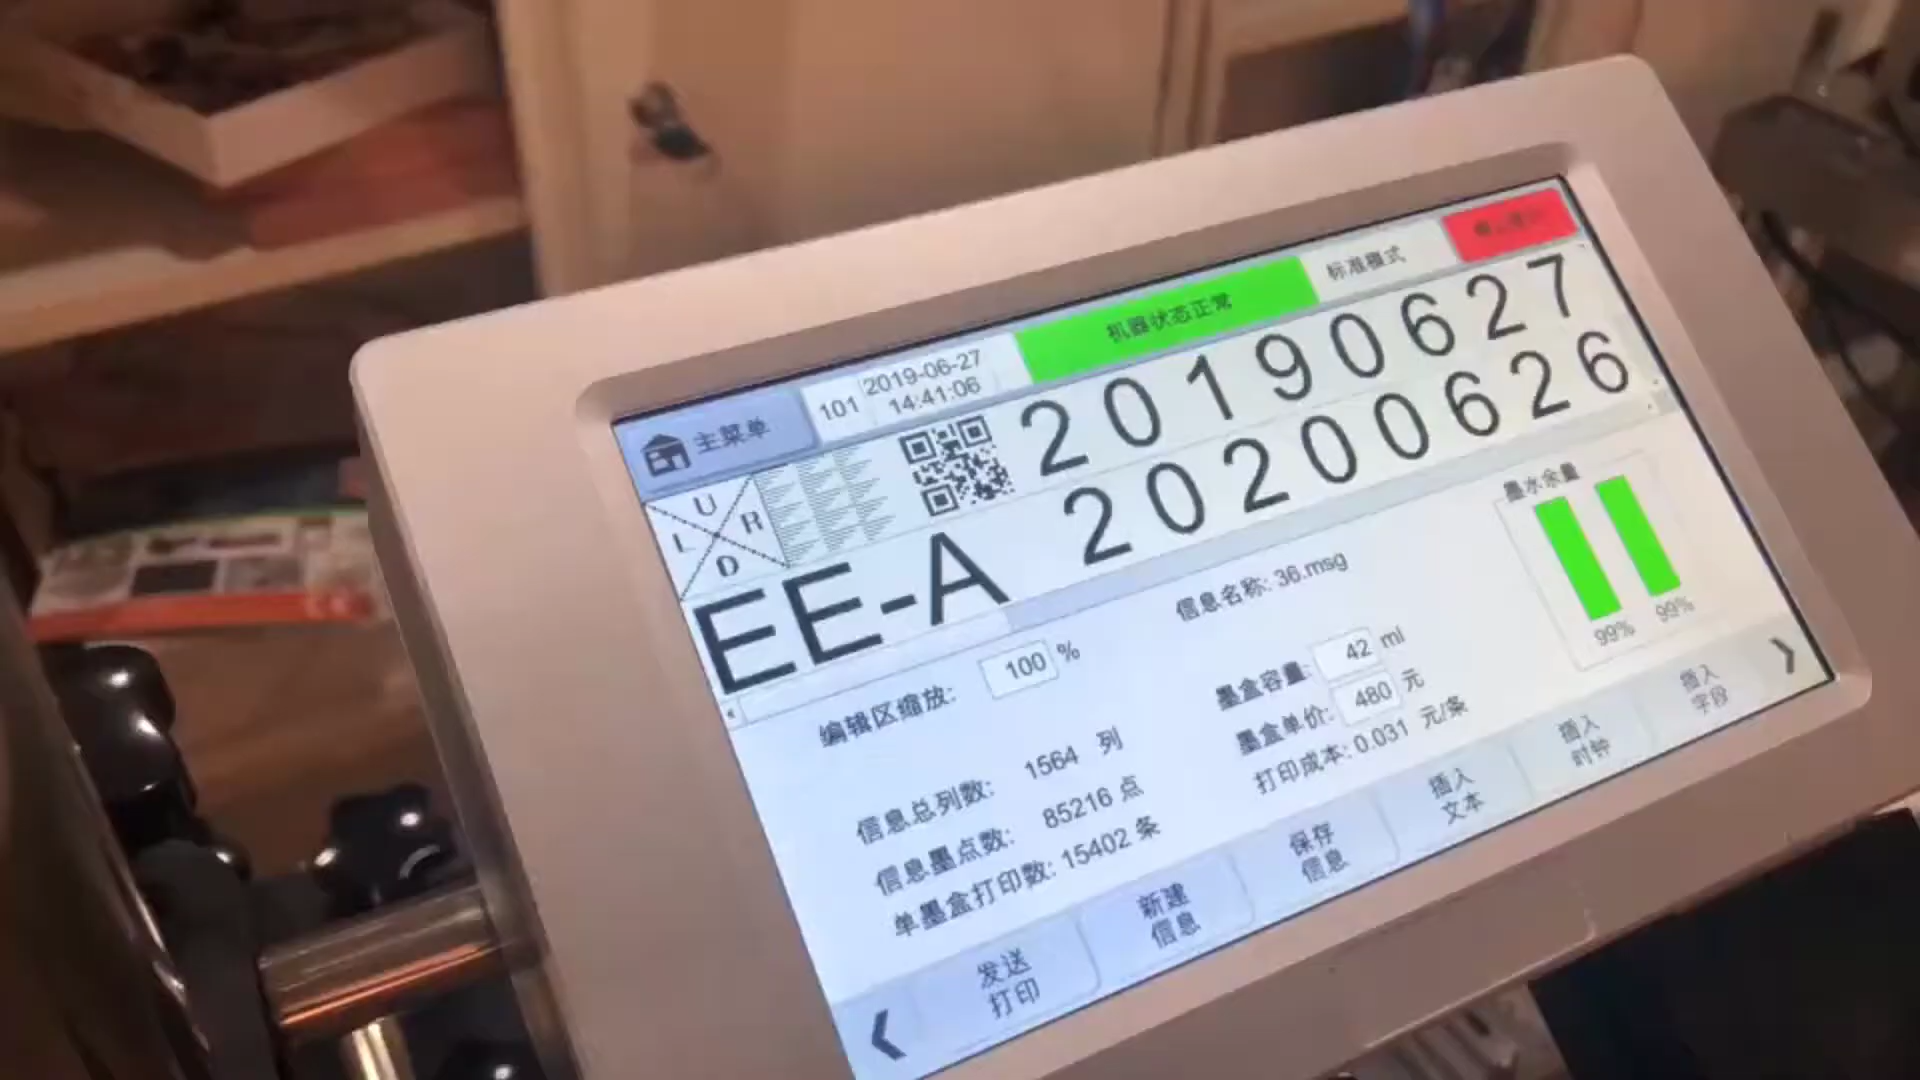 主菜单
101
2019-06-27
14:41:06
机器状态正常
标准模式
20190627
EE-A 20200626
U
L R
D
编辑区缩放: 100 %
信息名称: 36.msg
墨水余量
99% 99%
信息总列数: 1564 列
信息墨点数: 85216 点
单墨盒打印数: 15402 条
墨盒容量: 42 ml
墨盒单价: 480 元
打印成本: 0.031 元/条
发送
打印
新建
信息
保存
信息
插入
文本
插入
时钟
插入
字段